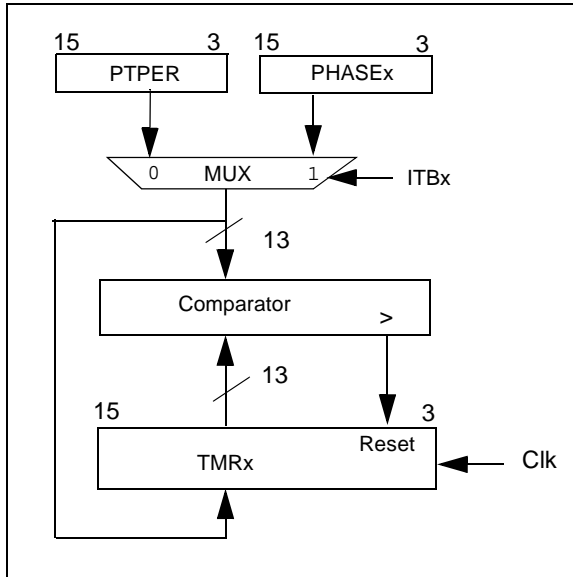 15 3 15 3
PTPER PHASEx
0 MUX 1 ITBx
13
Comparator
>
13
15 3
Reset
TMRx Clk